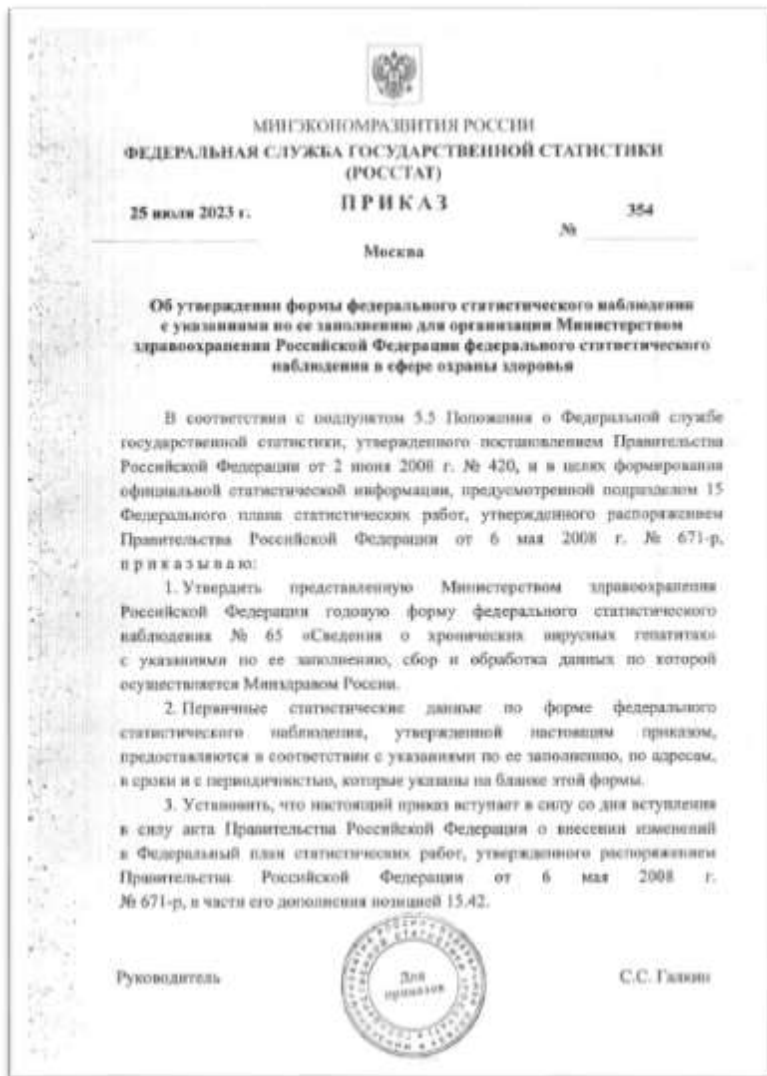 МИНЭКОНОМРАЗВИТИЯ РОССИИ
ФЕДЕРАЛЬНАЯ СЛУЖБА ГОСУДАРСТВЕННОЙ СТАТИСТИКИ
(РОССТАТ)
25 июля 2023 г.
ПРИКАЗ
№ 354
Москва
Об утверждении формы федерального статистического наблюдения
с указаниями по ее заполнению для организации Министерством
здравоохранения Российской Федерации федерального статистического
наблюдения в сфере охраны здоровья
В соответствии с подпунктом 5.5 Положения о Федеральной службе
государственной статистики, утвержденного постановлением Правительства
Российской Федерации от 2 июня 2008 г. № 420, и в целях формирования
официальной статистической информации, предусмотренной подразделом 15
Федерального плана статистических работ, утвержденного распоряжением
Правительства Российской Федерации от 6 мая 2008 г. № 671-р,
приказываю:
1. Утвердить представленную Министерством здравоохранения
Российской Федерации годовую форму федерального статистического
наблюдения № 65 «Сведения о хронических вирусных гепатитах»
с указаниями по ее заполнению, сбор и обработка данных по которой
осуществляется Минздравом России.
2. Первичные статистические данные по форме федерального
статистического наблюдения, утвержденной настоящим приказом,
предоставляются в соответствии с указаниями по ее заполнению, по адресам,
в сроки и с периодичностью, которые указаны на бланке этой формы.
3. Установить, что настоящий приказ вступает в силу со дня вступления
в силу акта Правительства Российской Федерации о внесении изменений
в Федеральный план статистических работ, утвержденного распоряжением
Правительства Российской Федерации от 6 мая 2008 г.
№ 671-р, в части его дополнения позицией 15.42.
Руководитель
Для
приказов
С.С. Галкин